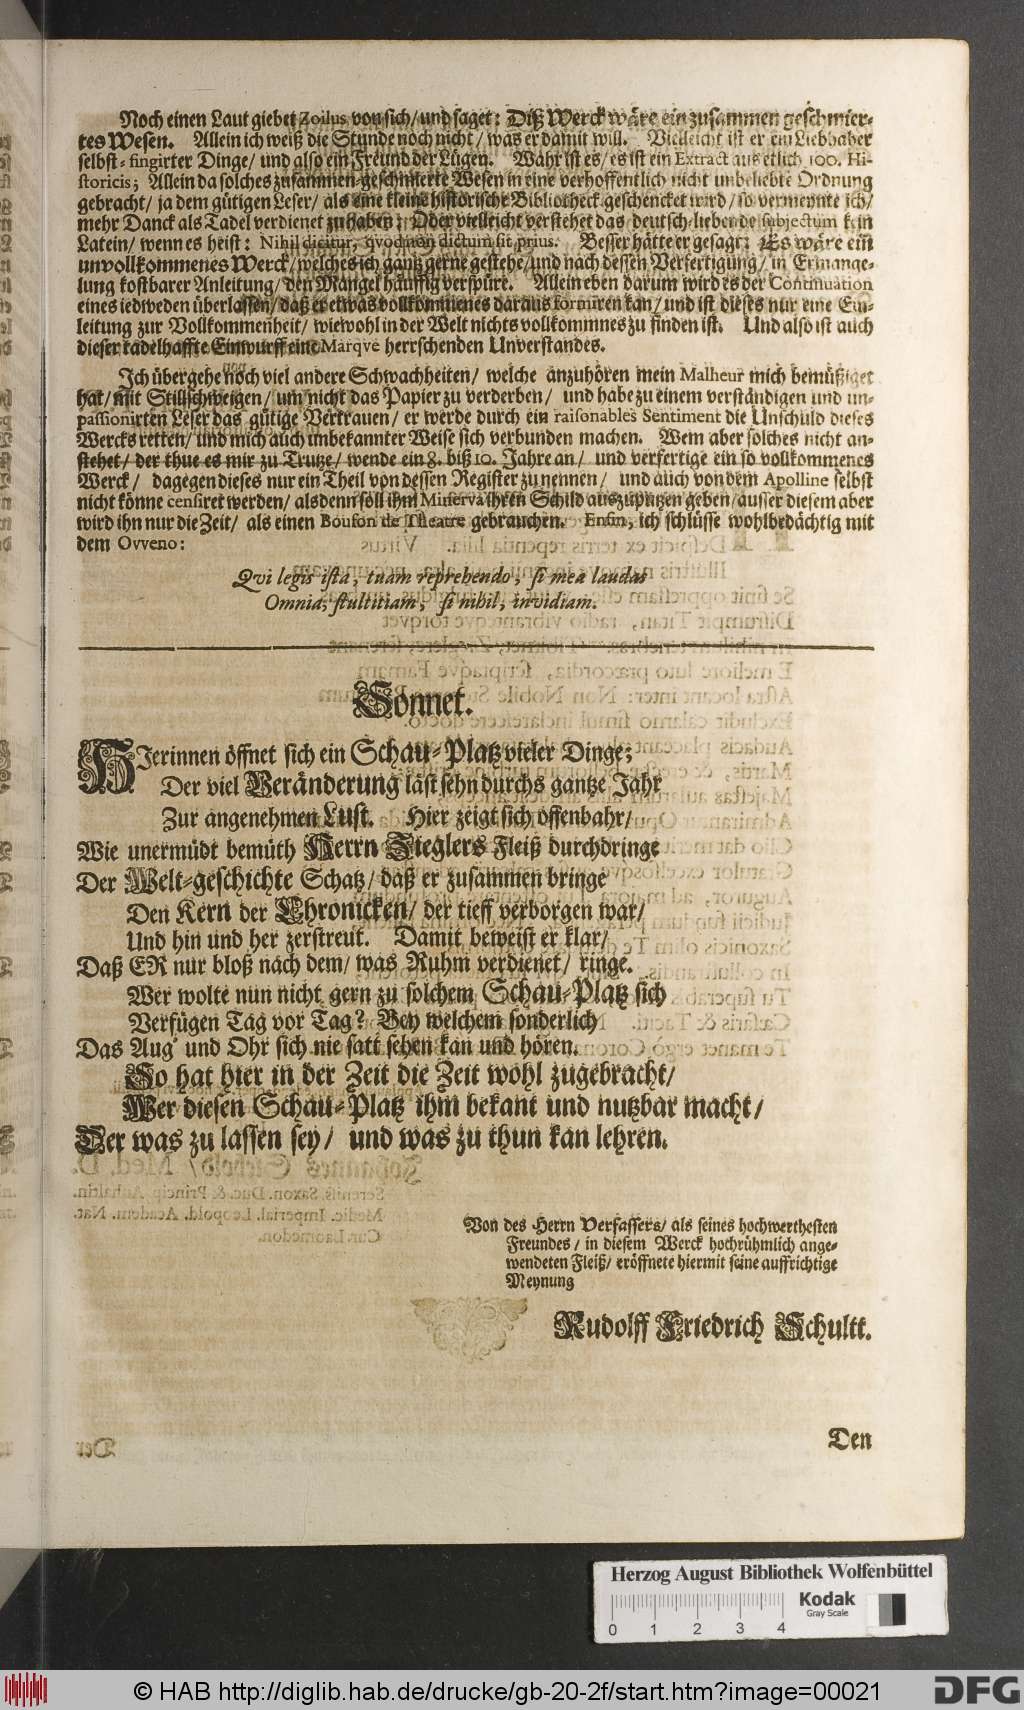 Noch einen Laut giebet Zoilus von sich/ und saget: Diß Werck wäre ein zusammen geschmier-
tes Wesen. Allein ich weiß die Stunde noch nicht/ was er damit will. Vielleicht ist er ein Liebhaber
selbst-fingirter Dinge/ und also ein Freund der Lügen. Wahr ist es/ es ist ein Extract aus etlich 100. Hi-
storicis; Allein da solches zusammen-geschmierte Wesen in eine verhoffentlich nicht unbeliebte Ordnung
gebracht/ ja dem gütigen Leser/ als eine kleine historische Bibliotheck geschencket wird/ so vermeynte ich/
mehr Danck als Tadel verdienet zu haben; Oder vielleicht verstehet das deutsch-liebende subjectum kein
Latein/ wenn es heist: Nihil dicitur, qvod non dictum sit prius. Besser hätte er gesagt: Es wäre ein
unvollkommenes Werck/ welches ich gantz gerne gestehe/ und nach dessen Verfertigung/ in Ermange-
lung kostbarer Anleitung/ den Mangel häuffig verspüre. Allein eben darum wird es der Continuation
eines iedweden überlassen/ daß er etwas vollkommenes daraus formiren kan/ und ist dieses nur eine Ein-
leitung zur Vollkommenheit/ wiewohl in der Welt nichts vollkommnes zu finden ist. Und also ist auch
dieser tadelhaffte Einwurff eine Marqve herrschenden Unverstandes.
Ich übergehe noch viel andere Schwachheiten/ welche anzuhören mein Malheur mich bemüßiget
hat/ mit Stillschweigen/ um nicht das Papier zu verderben/ und habe zu einem verständigen und un-
passionirten Leser das gütige Vertrauen/ er werde durch ein raisonables Sentiment die Unschuld dieses
Wercks retten/ und mich auch unbekannter Weise sich verbunden machen. Wem aber solches nicht an-
stehet/ der thue es mir zu Trutze/ wende ein 8. biß 10. Jahre an/ und verfertige ein so vollkommenes
Werck/ dagegen dieses nur ein Theil von dessen Register zu nennen/ und auch von dem Apolline selbst
nicht könne censiret werden/ alsdenn soll ihm Minerva ihren Schild auszuputzen geben/ ausser diesem aber
wird ihn nur die Zeit/ als einen Boufon de Theatre gebrauchen. Enfin, ich schlüsse wohlbedächtig mit
dem Ovveno:
Qvi legis ista, tuam reprehendo, si mea laudas
Omnia, stultitiam, si nihil, invidiam.
Sonnet.
HIerinnen öffnet sich ein Schau-Platz vieler Dinge;
Der viel Veränderung läst sehn durchs gantze Jahr
Zur angenehmen Lust. Hier zeigt sich offenbahr/
Wie unermüdt bemüth Herrn Zieglers Fleiß durchdringe
Der Welt-geschichte Schatz/ daß er zusammen bringe
Den Kern der Chronicken/ der tieff verborgen war/
Und hin und her zerstreut. Damit beweist er klar/
Daß ER nur bloß nach dem/ was Ruhm verdienet/ ringe.
Wer wolte nun nicht gern zu solchem Schau-Platz sich
Verfügen Tag vor Tag? Bey welchem sonderlich
Das Aug' und Ohr sich nie satt sehen kan und hören.
So hat hier in der Zeit die Zeit wohl zugebracht/
Wer diesen Schau-Platz ihm bekant und nutzbar macht/
Der was zu lassen sey/ und was zu thun kan lehren.
Von des Herrn Verfassers/ als seines hochwerthesten
Freundes/ in diesem Werck hochrühmlich ange-
wendeten Fleiß/ eröffnete hiermit seine auffrichtige
Meynung
Rudolff Friedrich Schultt.
Den
Herzog August Bibliothek Wolfenbüttel
Kodak
Gray Scale
0 1 2 3 4
© HAB http://diglib.hab.de/drucke/gb-20-2f/start.htm?image=00021
DFG